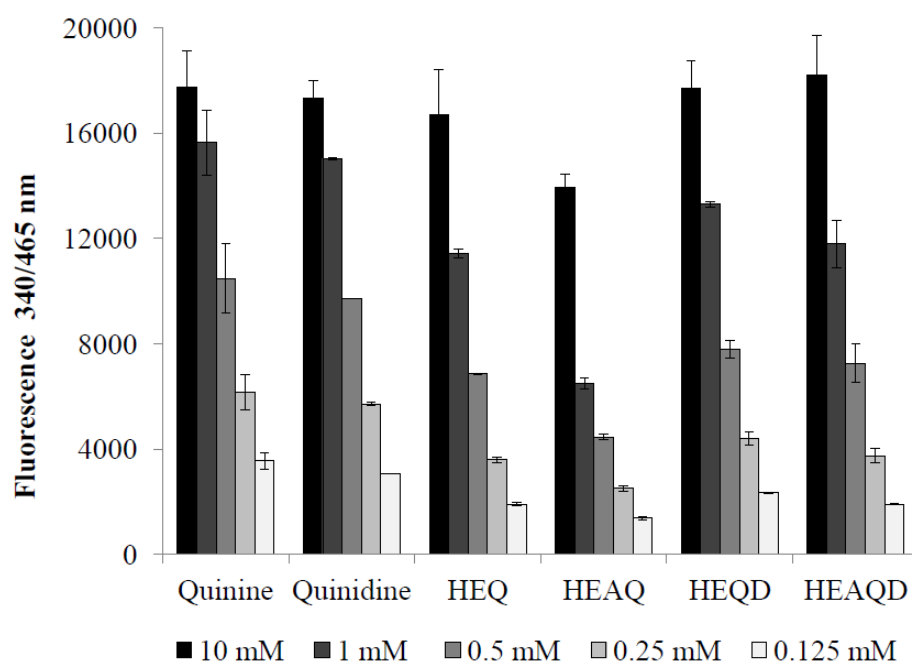 20000
16000
12000
8000
4000
0
Fluorescence 340/465 nm
Quinine Quinidine HEQ HEAQ HEQD HEAQD
10 mM 1 mM 0.5 mM 0.25 mM 0.125 mM